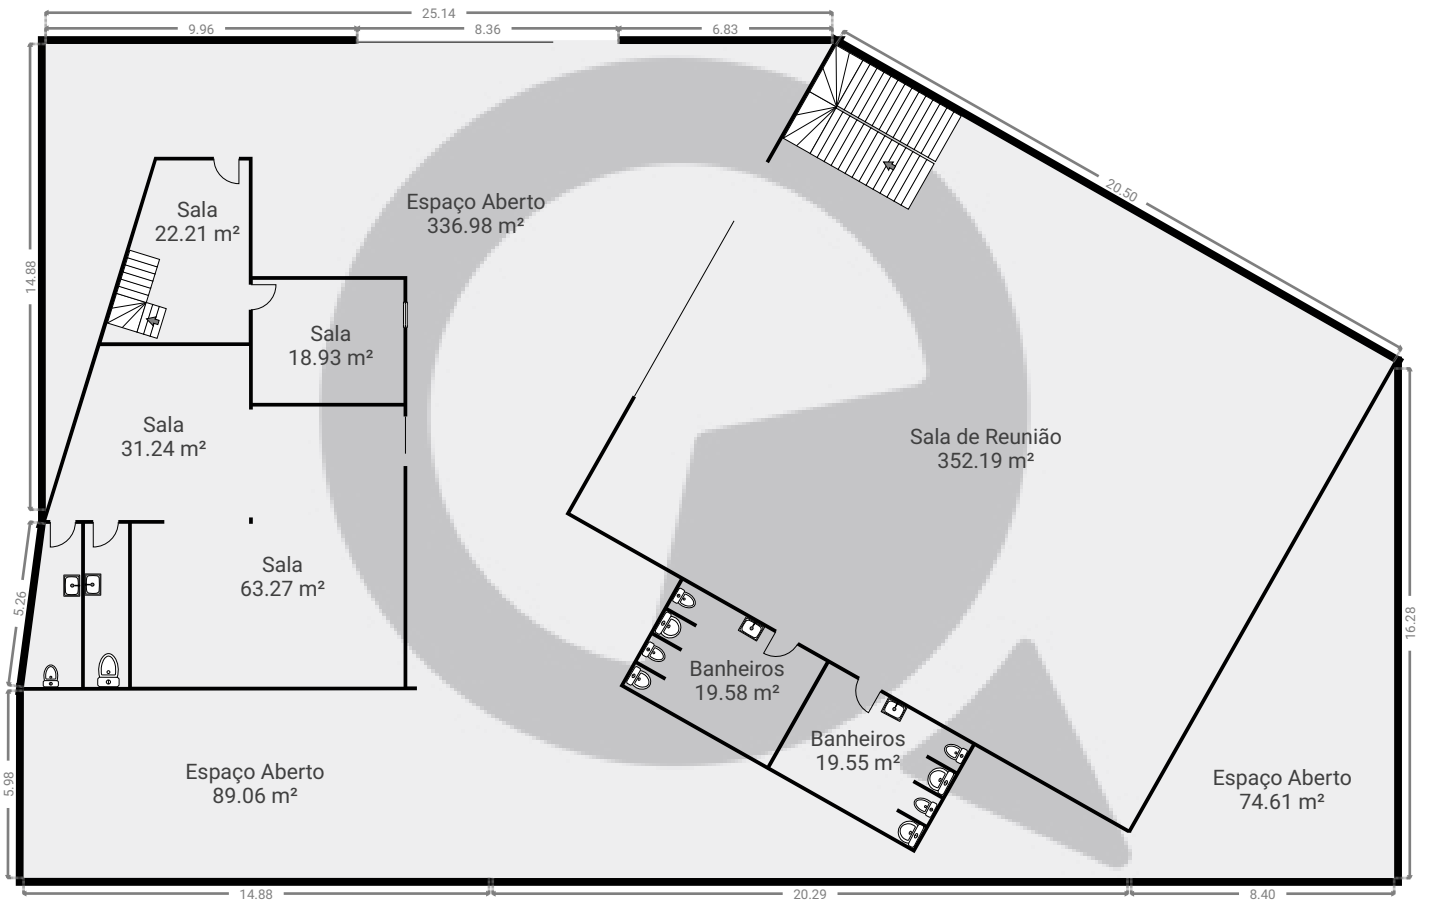 25.14
9.96
8.36
6.83
20.50
14.88
Espaço Aberto
336.98 m²
Sala
22.21 m²
Sala
18.93 m²
Sala
31.24 m²
Sala de Reunião
352.19 m²
Sala
63.27 m²
5.26
16.28
Banheiros
19.58 m²
Banheiros
19.55 m²
Espaço Aberto
89.06 m²
Espaço Aberto
74.61 m²
5.98
14.88
20.29
8.40